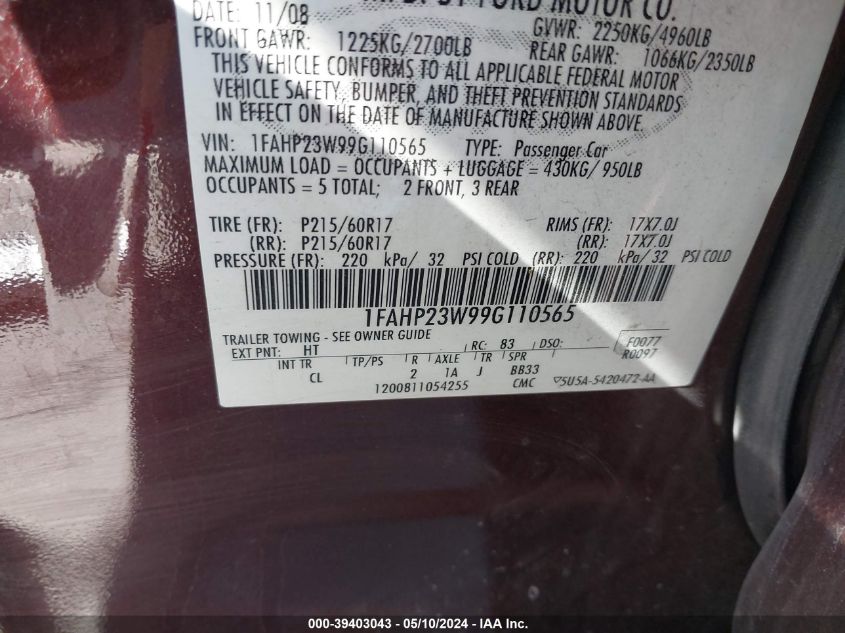 DATE: 11/08 MFD. BY FORD MOTOR CO.
GVWR: 2250KG/4960LB
FRONT GAWR: 1225KG/2700LB REAR GAWR: 1066KG/2350LB
THIS VEHICLE CONFORMS TO ALL APPLICABLE FEDERAL MOTOR
VEHICLE SAFETY, BUMPER, AND THEFT PREVENTION STANDARDS
IN EFFECT ON THE DATE OF MANUFACTURE SHOWN ABOVE.
VIN: 1FAHP23W99G110565 TYPE: Passenger Car
MAXIMUM LOAD = OCCUPANTS + LUGGAGE = 430KG/ 950LB
OCCUPANTS = 5 TOTAL; 2 FRONT, 3 REAR
TIRE (FR): P215/60R17 RIMS (FR): 17X7.0J
(RR): P215/60R17 (RR): 17X7.0J
PRESSURE (FR): 220 kPa/ 32 PSI COLD (RR): 220 kPa/ 32 PSI COLD
1FAHP23W99G110565
TRAILER TOWING - SEE OWNER GUIDE
EXT PNT: HT RC: 83 DSO: F0077
R0097
INT TR TP/PS R AXLE TR SPR
CL 2 1A J BB33
1200811054255 CMC 5U5A-5420472-AA
000-39403043 - 05/10/2024 - IAA Inc.